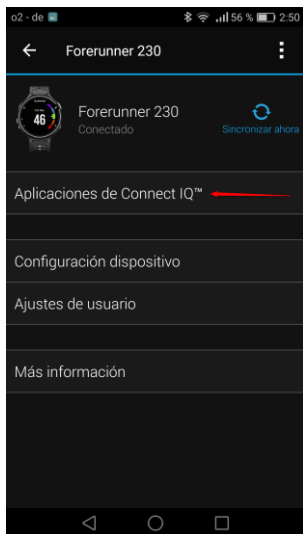 o2 - de 56 % 2:50
Forerunner 230
46
Forerunner 230
Conectado
Sincronizar ahora
Aplicaciones de Connect IQ™
Configuración dispositivo
Ajustes de usuario
Más información